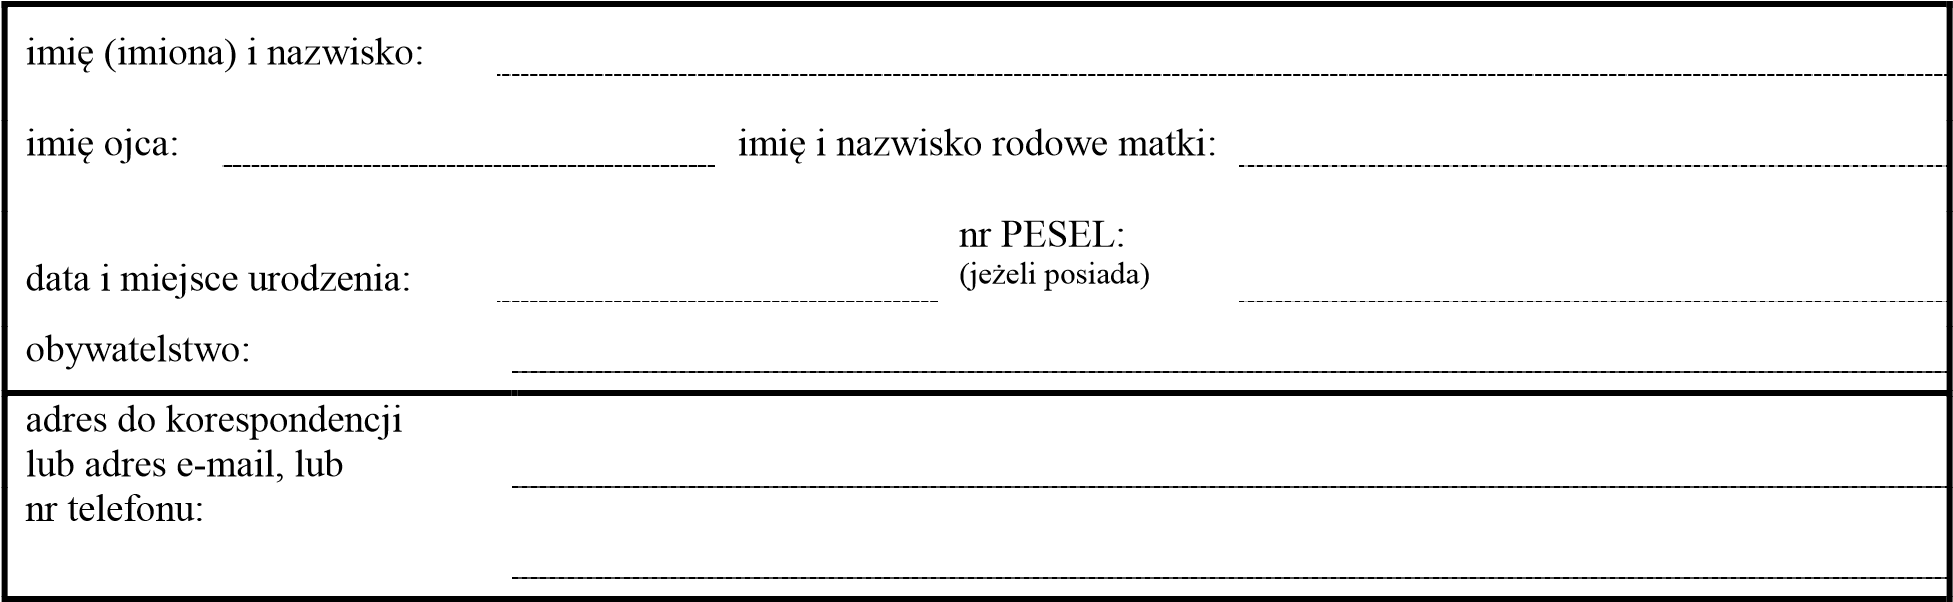 imię (imiona) i nazwisko:
imię ojca: imię i nazwisko rodowe matki:
nr PESEL:
data i miejsce urodzenia: (jeżeli posiada)
obywatelstwo:
adres do korespondencji
lub adres e-mail, lub
nr telefonu: